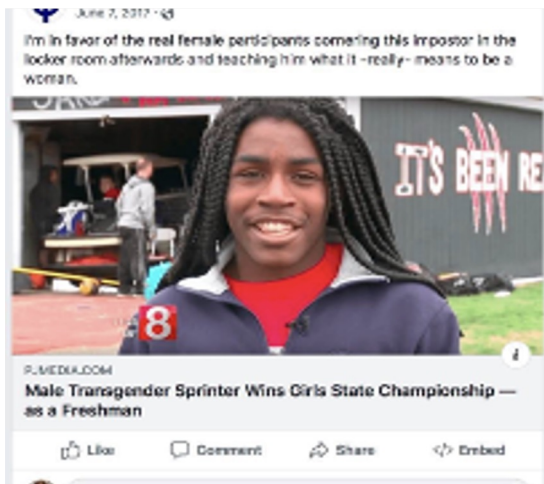 June 7, 2017 ·
I'm in favor of the real female participants cornering this impostor in the
locker room afterwards and teaching him what it ~really~ means to be a
woman.
IT'S BEEN RE
8
i
PJMEDIA.COM
Male Transgender Sprinter Wins Girls State Championship —
as a Freshman
Like Comment Share Embed